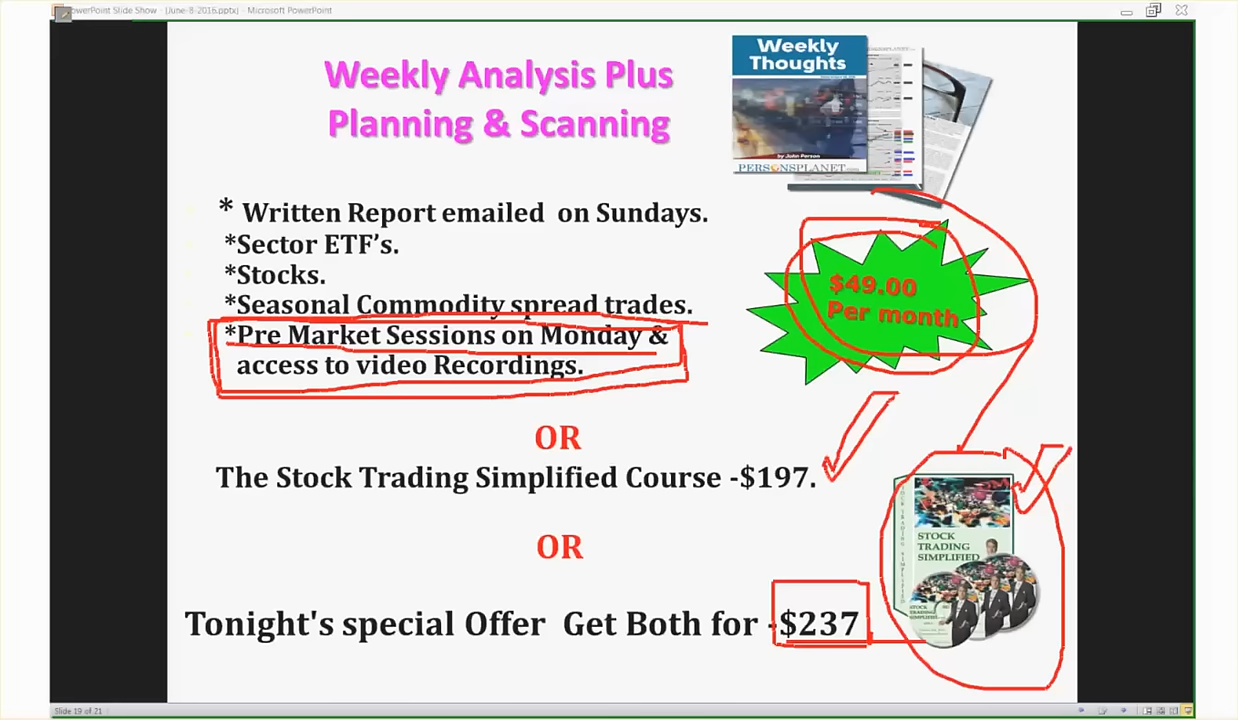 PowerPoint Slide Show - [June-8-2016.pptx] - Microsoft PowerPoint
Weekly Analysis Plus
Planning & Scanning
Weekly
Thoughts
by John Person
PERSONSPLANET.com
* Written Report emailed on Sundays.
*Sector ETF's.
*Stocks.
*Seasonal Commodity spread trades.
*Pre Market Sessions on Monday &
access to video Recordings.
$49.00
Per month
OR
The Stock Trading Simplified Course -$197.
OR
Tonight's special Offer Get Both for -$237
STOCK
TRADING
SIMPLIFIED
Slide 19 of 21